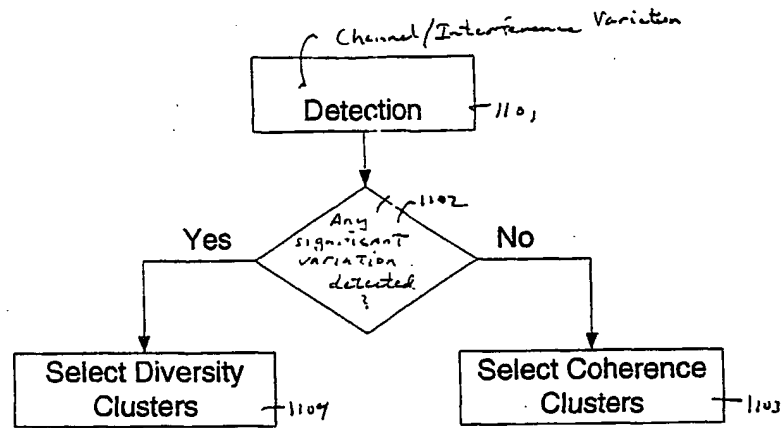 Channel/Interference Variation
Detection
1101
1102
Any
significant
variation
detected
?
Yes
No
Select Diversity
Clusters
1104
Select Coherence
Clusters
1103